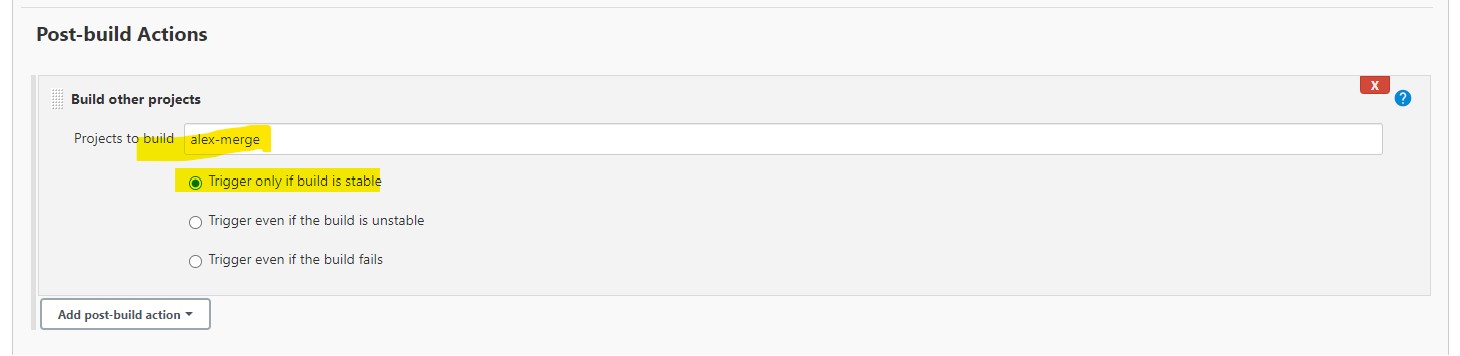 Post-build Actions
Build other projects
X
?
Projects to build alex-merge
Trigger only if build is stable
Trigger even if the build is unstable
Trigger even if the build fails
Add post-build action